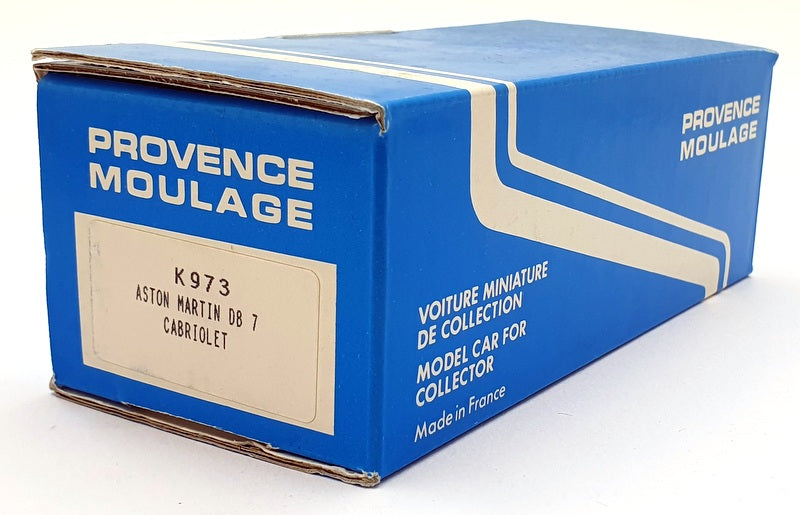 PROVENCE
MOULAGE
K973
ASTON MARTIN DB 7
CABRIOLET
PROVENCE
MOULAGE
VOITURE MINIATURE
DE COLLECTION
MODEL CAR FOR
COLLECTOR
Made in France